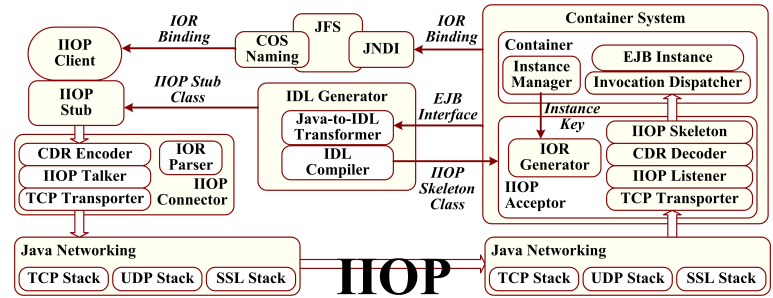 IIOP
Client
IIOP
Stub
IOR
Binding
COS
Naming
JFS
JNDI
IOR
Binding
IIOP Stub
Class
IDL Generator
Java-to-IDL
Transformer
IDL
Compiler
EJB
Interface
IIOP
Skeleton
Class
Container System
Container
Instance
Manager
EJB Instance
Invocation Dispatcher
Instance
Key
IOR
Generator
IIOP
Acceptor
IIOP Skeleton
CDR Decoder
IIOP Listener
TCP Transporter
CDR Encoder
IIOP Talker
TCP Transporter
IOR
Parser
IIOP
Connector
Java Networking
TCP Stack
UDP Stack
SSL Stack
IIOP
Java Networking
TCP Stack
UDP Stack
SSL Stack